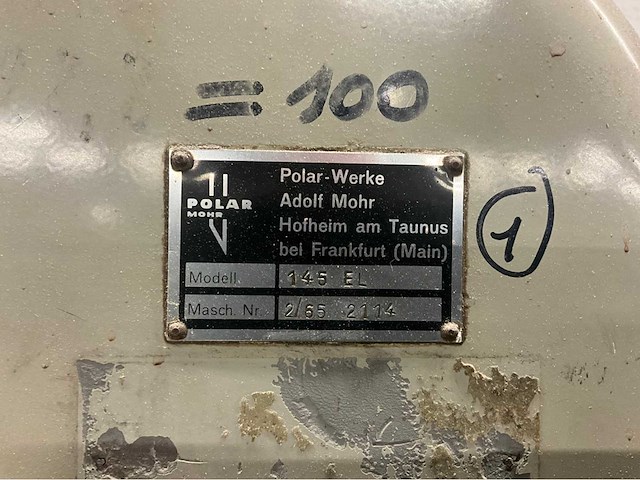 = 100
POLAR
MOHR
Polar-Werke
Adolf Mohr
Hofheim am Taunus
bei Frankfurt (Main)
Modell 145 EL
Masch. Nr. 2/65 2114
1